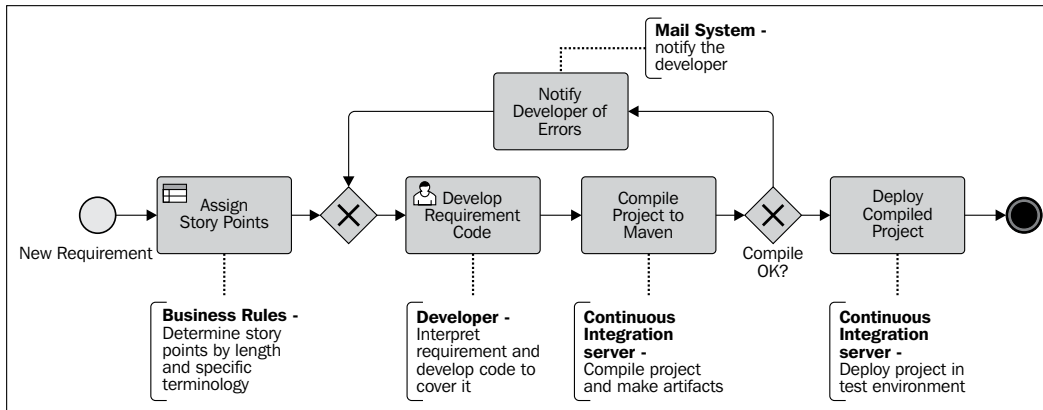 Mail System -
notify the
developer
Notify
Developer of
Errors
New Requirement
Assign
Story Points
Develop
Requirement
Code
Compile
Project to
Maven
Compile
OK?
Deploy
Compiled
Project
Business Rules -
Determine story
points by length
and specific
terminology
Developer -
Interpret
requirement and
develop code to
cover it
Continuous
Integration
server -
Compile project
and make artifacts
Continuous
Integration
server -
Deploy project in
test environment